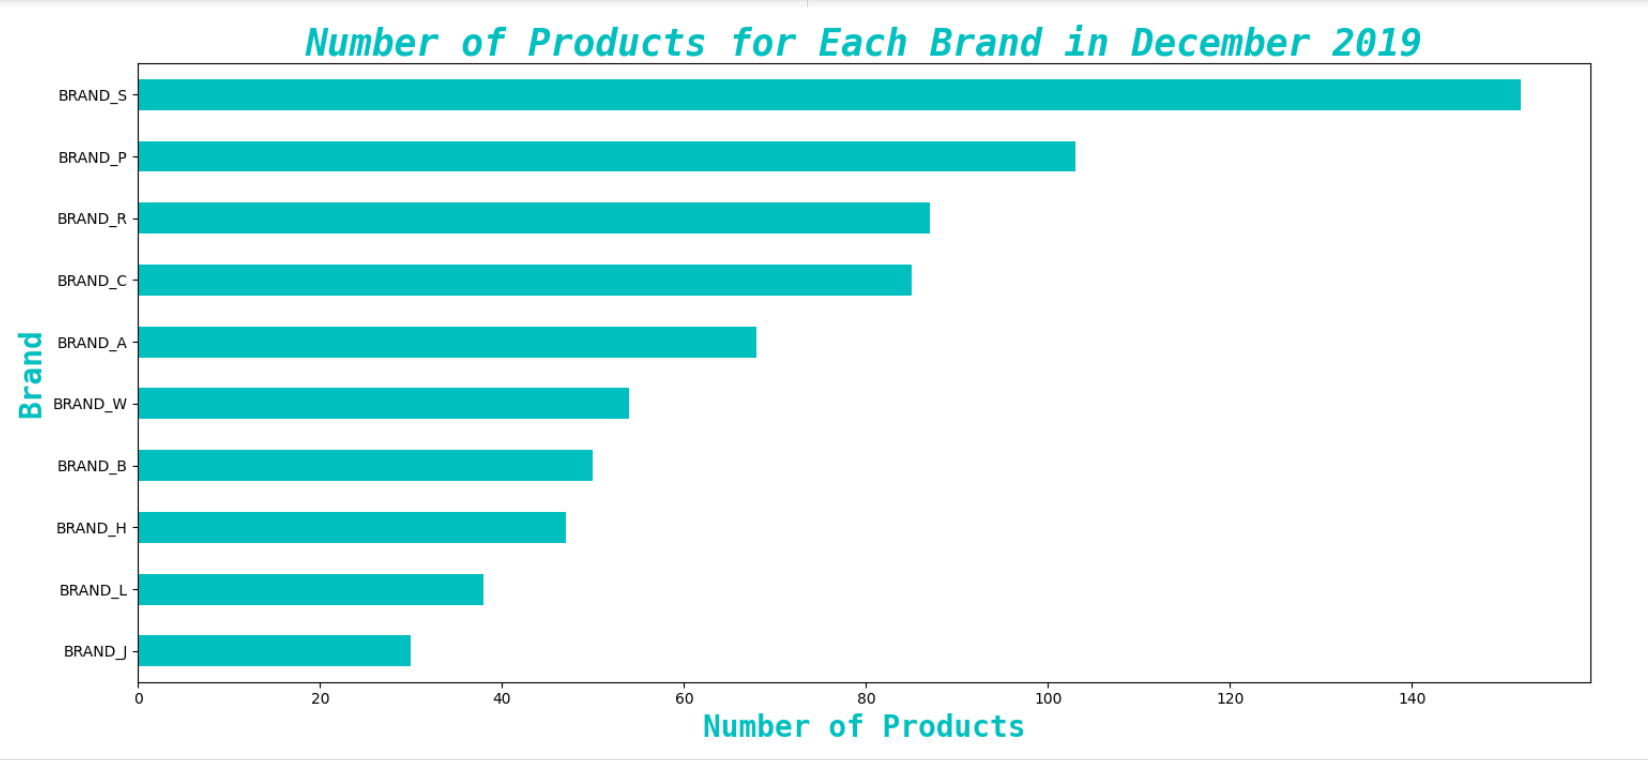 Number of Products for Each Brand in December 2019
BRAND_S
BRAND_P
BRAND_R
BRAND_C
BRAND_A
BRAND_W
BRAND_B
BRAND_H
BRAND_L
BRAND_J
Brand
0 20 40 60 80 100 120 140
Number of Products